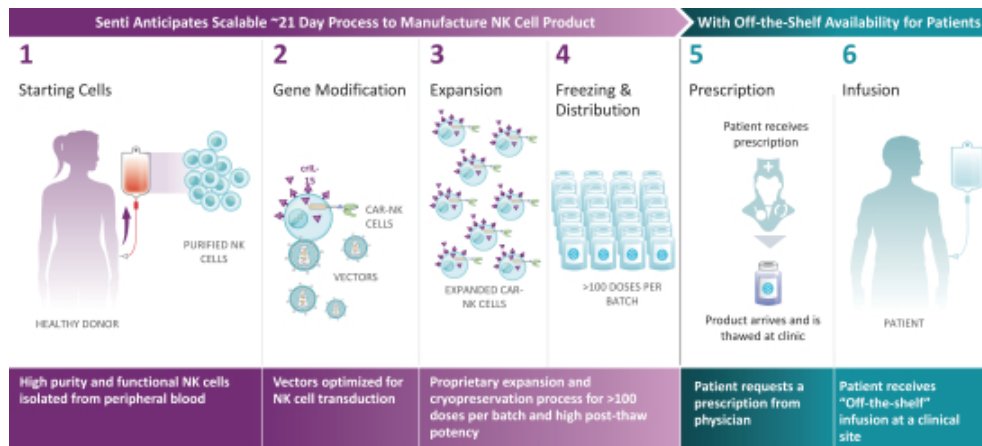 Senti Anticipates Scalable ~21 Day Process to Manufacture NK Cell Product
With Off-the-Shelf Availability for Patients
1
Starting Cells
PURIFIED NK
CELLS
HEALTHY DONOR
High purity and functional NK cells
isolated from peripheral blood
2
Gene Modification
crIL-
15
CAR-NK
CELLS
VECTORS
Vectors optimized for
NK cell transduction
3
Expansion
EXPANDED CAR-
NK CELLS
4
Freezing &
Distribution
>100 DOSES PER
BATCH
Proprietary expansion and
cryopreservation process for >100
doses per batch and high post-thaw
potency
5
Prescription
Patient receives
prescription
Product arrives and is
thawed at clinic
Patient requests a
prescription from
physician
6
Infusion
PATIENT
Patient receives
"Off-the-shelf"
infusion at a clinical
site